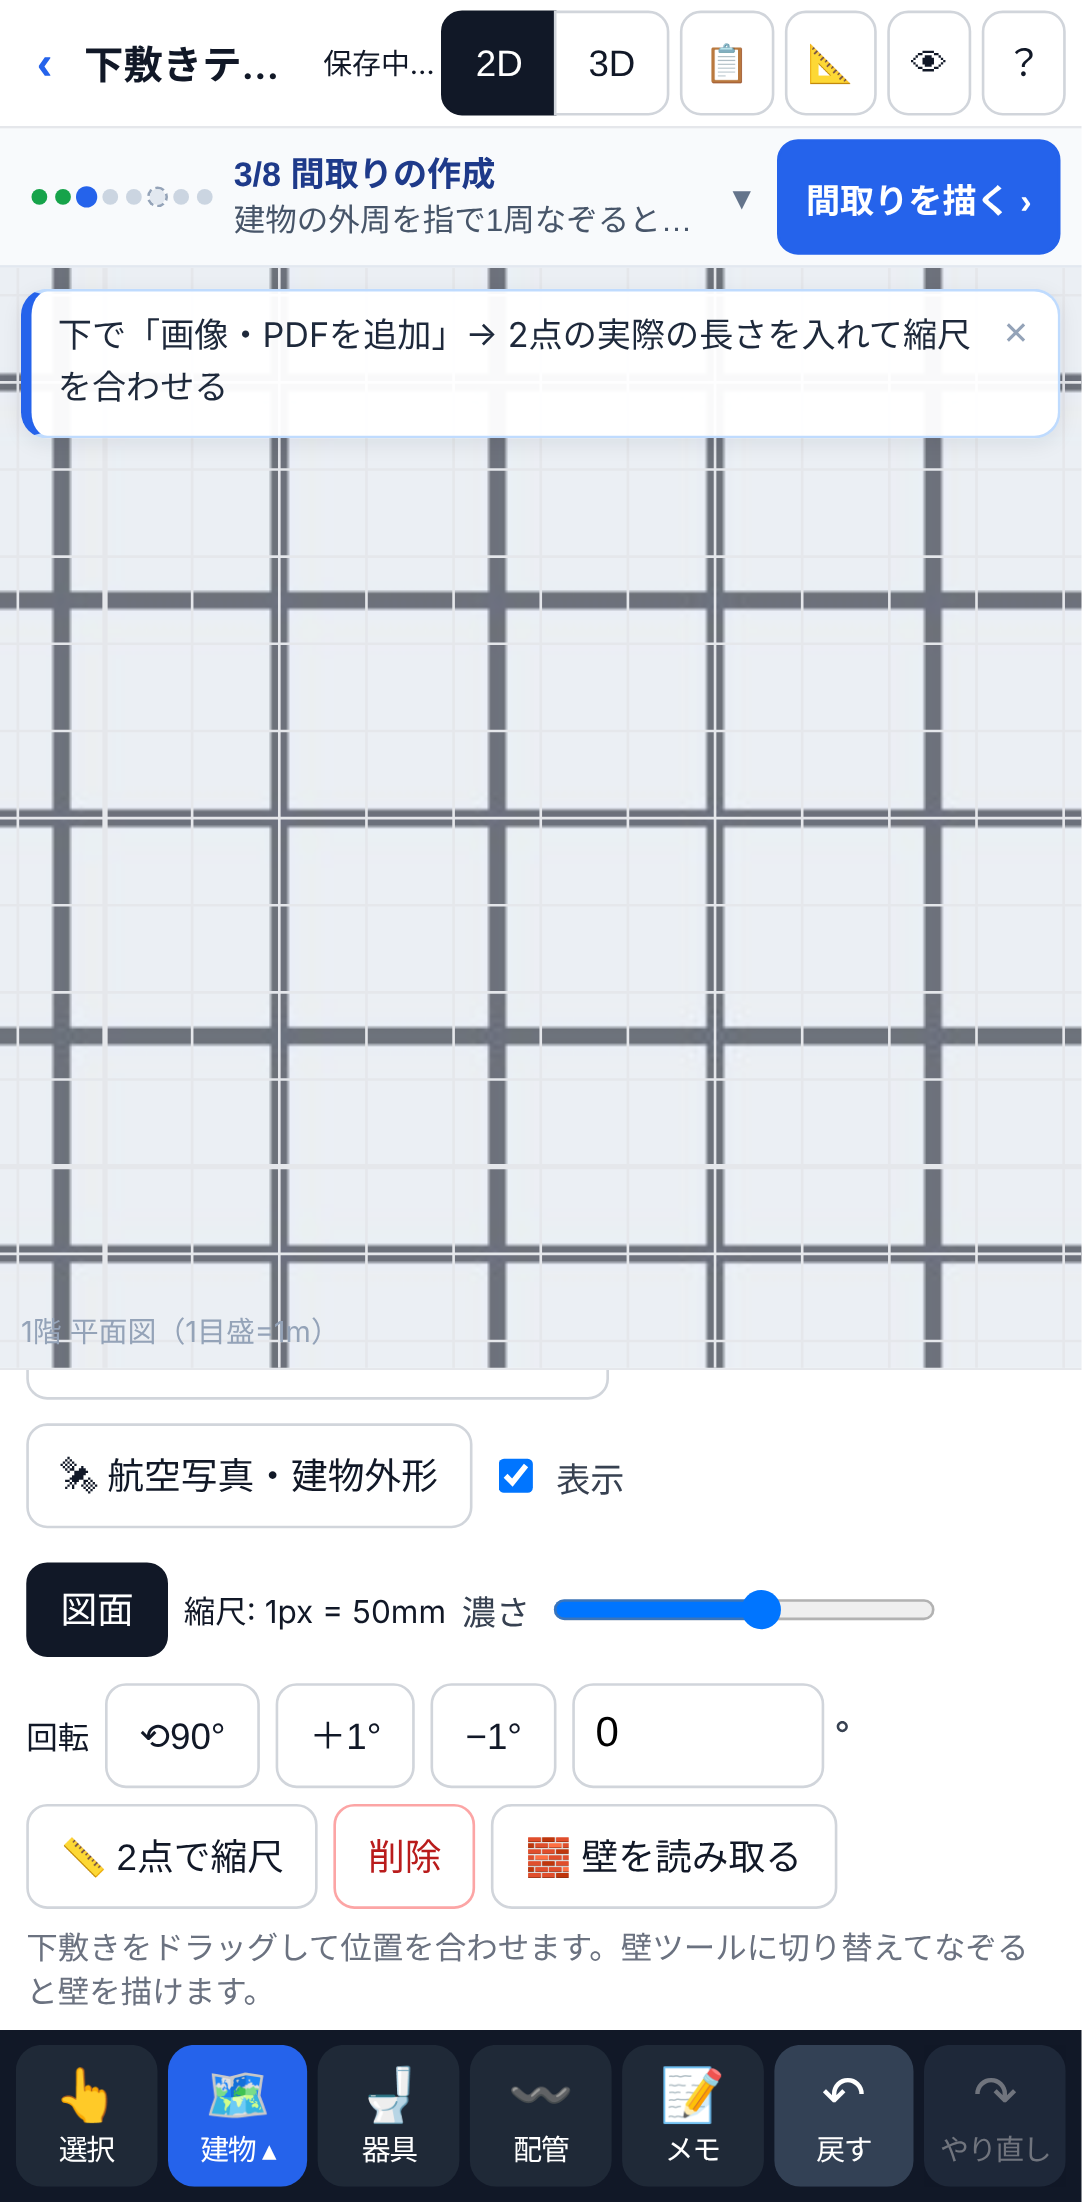 ‹ 下敷きテ… 保存中… 2D 3D ?
3/8 間取りの作成
建物の外周を指で1周なぞると…
▼
間取りを描く ›
下で「画像・PDFを追加」→ 2点の実際の長さを入れて縮尺
を合わせる
×
1階 平面図（1目盛=1m）
航空写真・建物外形 表示
図面 縮尺: 1px = 50mm 濃さ
回転 ⟲90° ＋1° −1° 0 °
2点で縮尺 削除 壁を読み取る
下敷きをドラッグして位置を合わせます。壁ツールに切り替えてなぞる
と壁を描けます。
選択 建物▲ 器具 配管 メモ 戻す やり直し